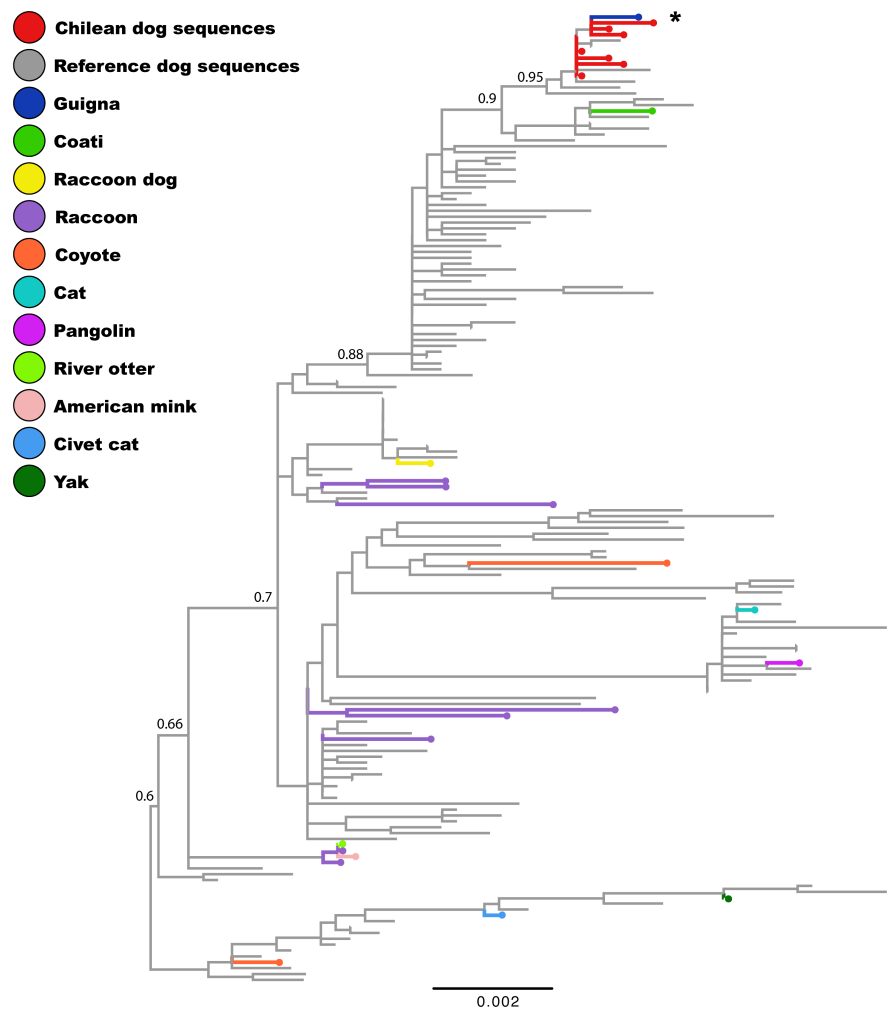 Chilean dog sequences
Reference dog sequences
Guigna
Coati
Raccoon dog
Raccoon
Coyote
Cat
Pangolin
River otter
American mink
Civet cat
Yak
*
0.95
0.9
0.88
0.7
0.66
0.6
0.002